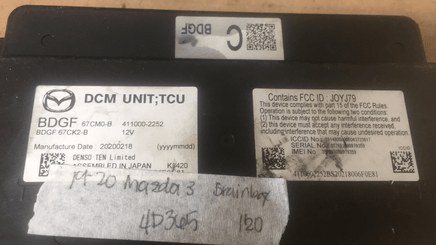 C
BDGF
DCM UNIT;TCU
BDGF 67CM0-B 411000-2252
BDGF 67CK2-B 12V
Manufacture Date : 20200218 (yyyymmdd)
DENSO TEN Limited
ASSEMBLED IN JAPAN
Contains FCC ID : JOYJ79
This device complies with part 15 of the FCC Rules
Operation is subject to the following two conditions:
(1) this device may not cause harmful interference, and
(2) this device must accept any interference received,
including interference that may cause undesired operation
ICCID No
SERIAL No
IMEI No
19-20 Mazda 3 Brainbox
4D365 120